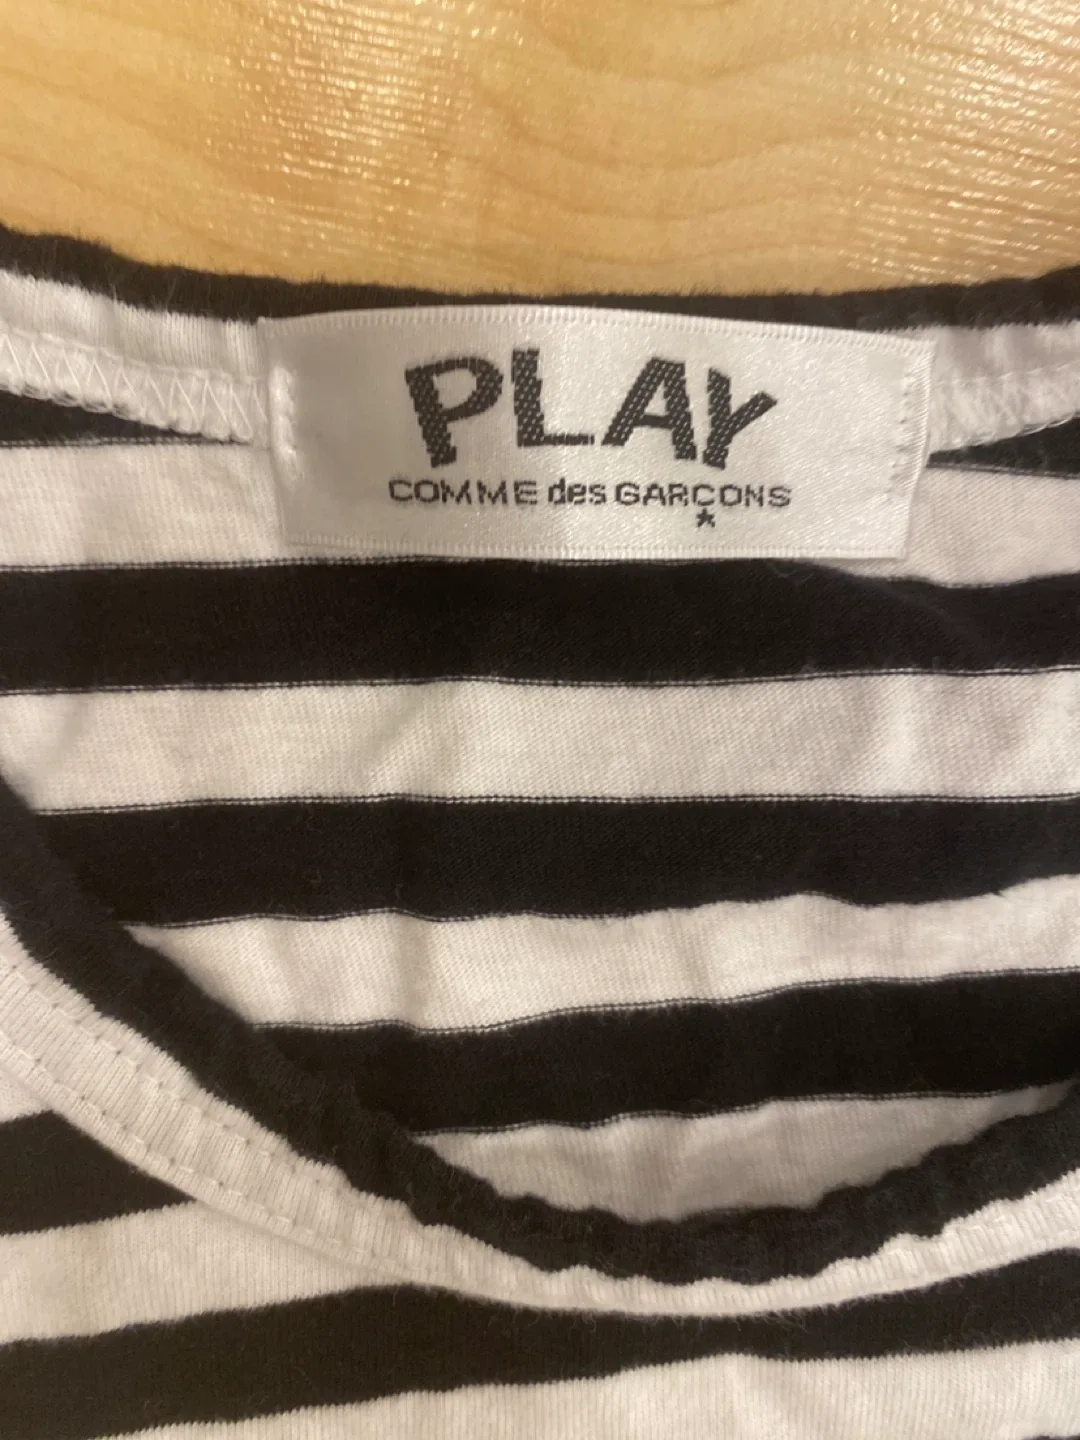 PLAY
COMME des GARCONS
★